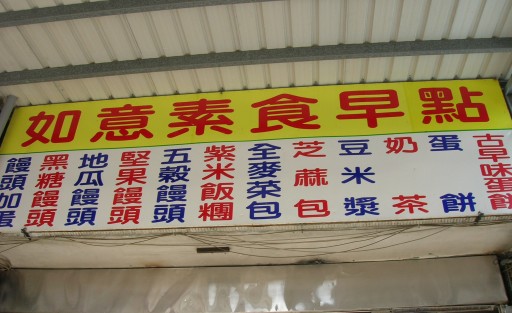 如意素食早點
古早味蛋餅
蛋餅
奶茶
豆米漿
芝麻包
全麥菜包
紫米飯糰
五穀饅頭
堅果饅頭
地瓜饅頭
黑糖饅頭
饅頭加蛋